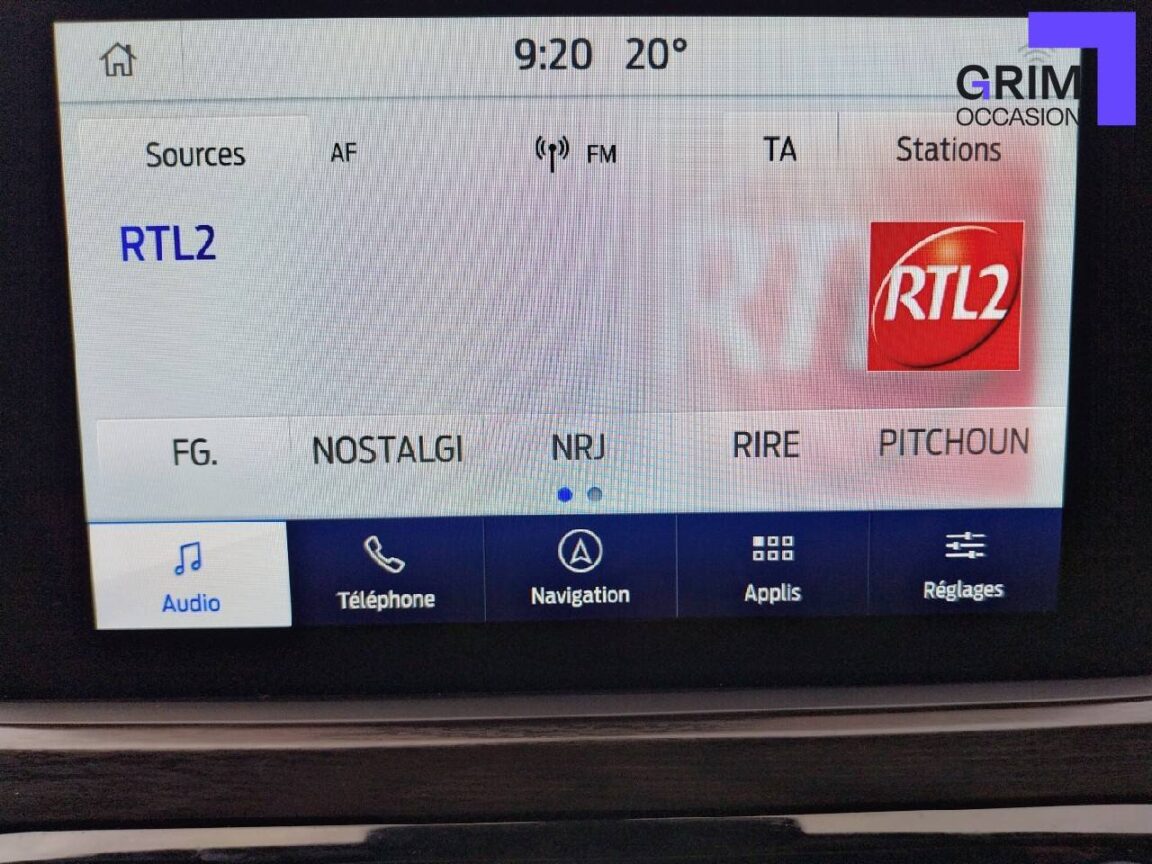 9:20 20°
GRIM
OCCASION
Sources AF FM TA Stations
RTL2
RTL2
FG. NOSTALGI NRJ RIRE PITCHOUN
Audio Téléphone Navigation Applis Réglages